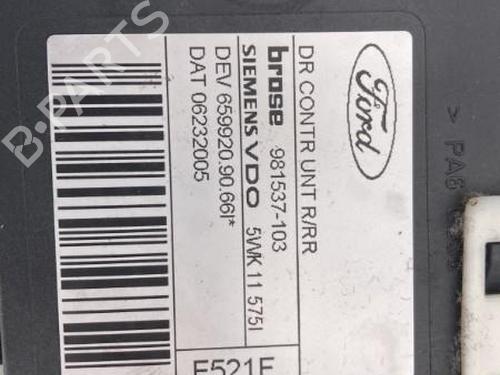 Ford
DR CONTR UNT R/RR
brose 981537-103
SIEMENS VDO 5WK 11 575I
DEV 659920.90.66I*
DAT 06232005
F521F
> PA6
B-PARTS